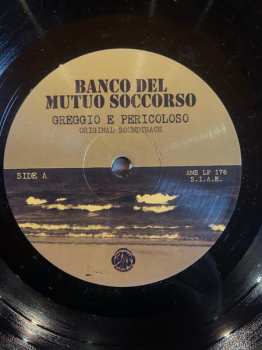 BANCO DEL
MUTUO SOCCORSO
GREGGIO E PERICOLOSO
ORIGINAL SOUNDTRACK
SIDE A
AMS LP 176
S.I.A.E.